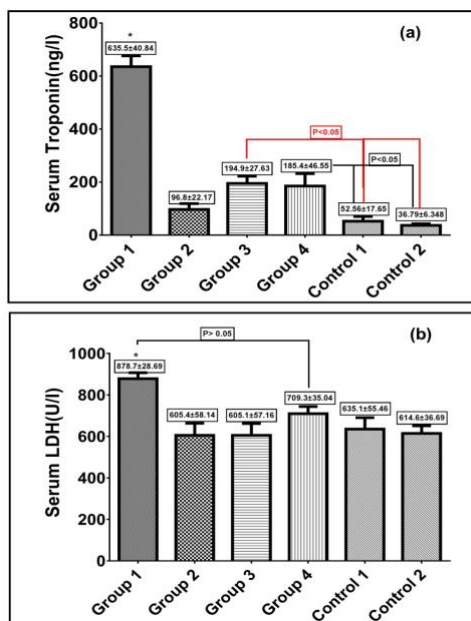 (a)
Serum Troponin(ng/l)
800
600
400
200
0
*
635.5±40.84
96.8±22.17
194.9±27.63
185.4±46.55
52.56±17.65
36.79±6.348
P<0.05
P<0.05
Group 1
Group 2
Group 3
Group 4
Control 1
Control 2
(b)
Serum LDH(U/l)
1000
800
600
400
200
0
P> 0.05
*
878.7±28.69
605.4±58.14
605.1±57.16
709.3±35.04
635.1±55.46
614.6±36.69
Group 1
Group 2
Group 3
Group 4
Control 1
Control 2